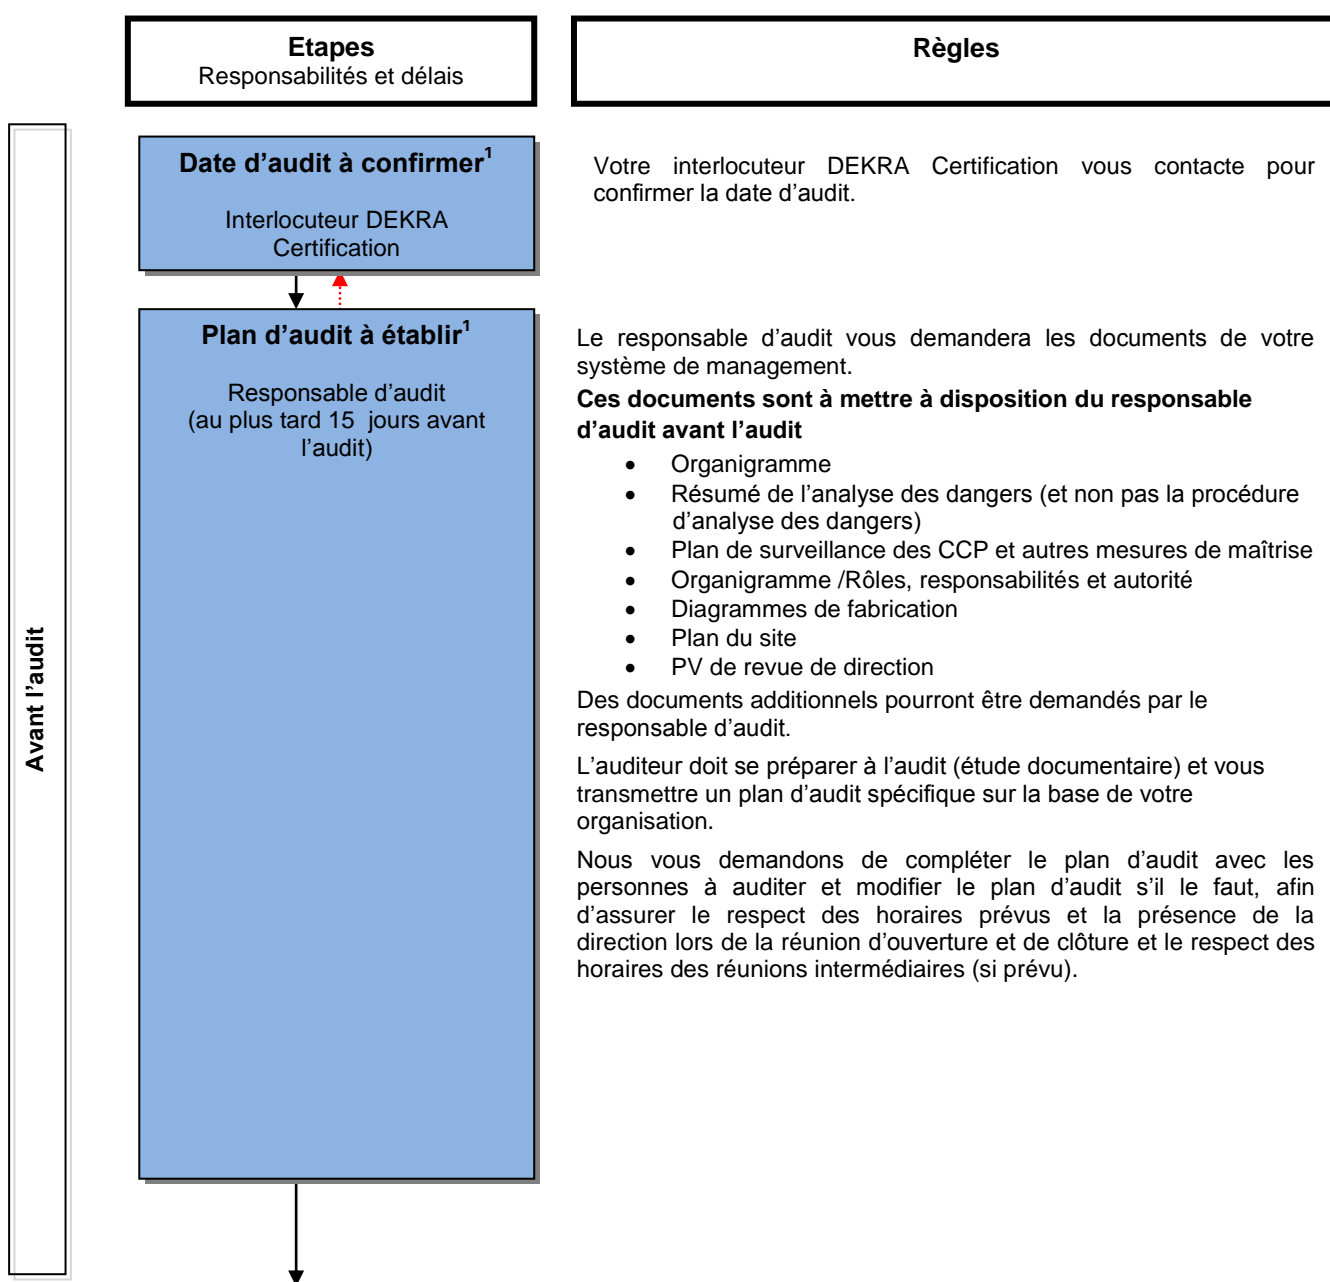 Etapes
Responsabilités et délais
Règles
Avant l'audit
Date d'audit à confirmer¹
Interlocuteur DEKRA
Certification
Votre interlocuteur DEKRA Certification vous contacte pour
confirmer la date d'audit.
Plan d'audit à établir¹
Responsable d'audit
(au plus tard 15 jours avant
l'audit)
Le responsable d'audit vous demandera les documents de votre
système de management.
Ces documents sont à mettre à disposition du responsable
d'audit avant l'audit
• Organigramme
• Résumé de l'analyse des dangers (et non pas la procédure
d'analyse des dangers)
• Plan de surveillance des CCP et autres mesures de maîtrise
• Organigramme /Rôles, responsabilités et autorité
• Diagrammes de fabrication
• Plan du site
• PV de revue de direction
Des documents additionnels pourront être demandés par le
responsable d'audit.
L'auditeur doit se préparer à l'audit (étude documentaire) et vous
transmettre un plan d'audit spécifique sur la base de votre
organisation.
Nous vous demandons de compléter le plan d'audit avec les
personnes à auditer et modifier le plan d'audit s'il le faut, afin
d'assurer le respect des horaires prévus et la présence de la
direction lors de la réunion d'ouverture et de clôture et le respect des
horaires des réunions intermédiaires (si prévu).